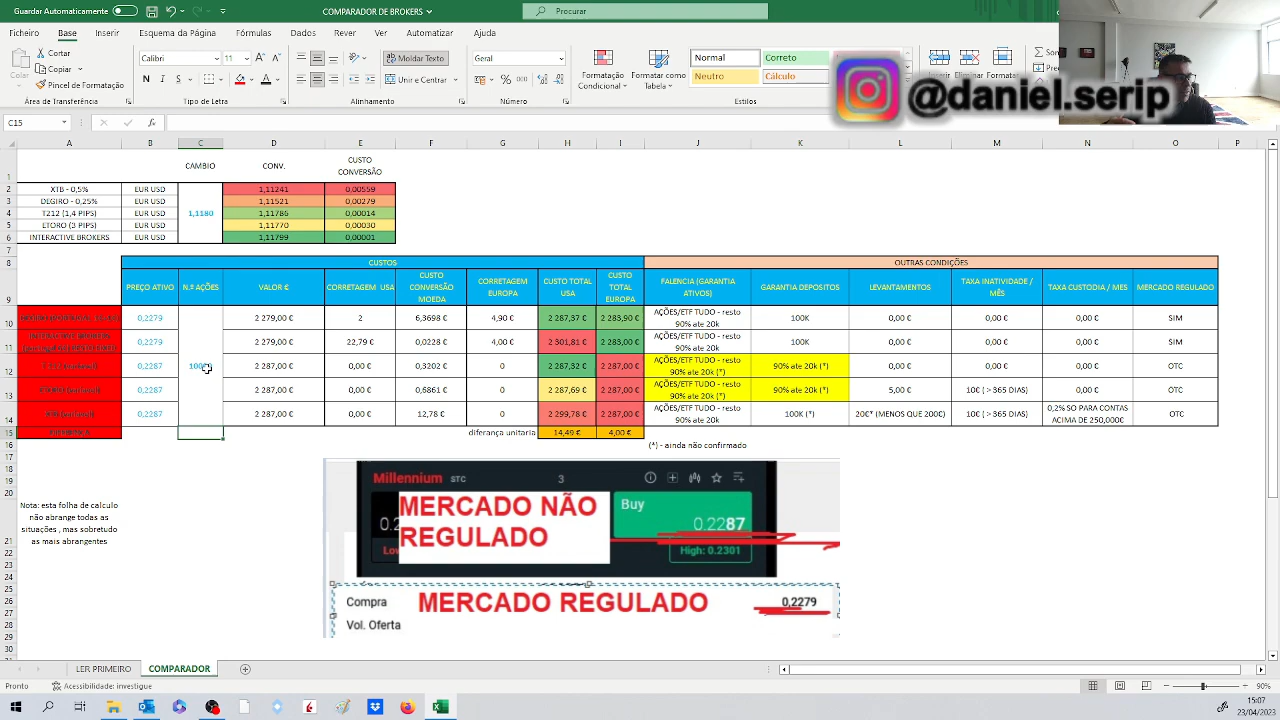 Guardar Automaticamente
COMPARADOR DE BROKERS
Procurar
Ficheiro Base Inserir Esquema da Página Fórmulas Dados Rever Ver Automatizar Ajuda
Cortar
Copiar
Pincel de Formatação
Área de Transferência
Calibri 11
N I S
Tipo de Letra
Moldar Texto
Unir e Centrar
Alinhamento
Geral
Número
Formatação Condicional
Formatar como Tabela
Normal Correto
Neutro Cálculo
Estilos
Inserir Eliminar Formatar
@daniel.serip
C15
A B C D E F G H I J K L M N O P
CAMBIO CONV. CUSTO CONVERSÃO
XTB - 0,5% EUR USD 1,11241 0,00559
DEGIRO - 0,25% EUR USD 1,11521 0,00279
T212 (1,4 PIPS) EUR USD 1,1180 1,11786 0,00014
ETORO (3 PIPS) EUR USD 1,11770 0,00030
INTERACTIVE BROKERS EUR USD 1,11799 0,00001
CUSTOS OUTRAS CONDIÇÕES
PREÇO ATIVO N.º AÇÕES VALOR € CORRETAGEM USA CUSTO CONVERSÃO MOEDA CORRETAGEM EUROPA CUSTO TOTAL USA CUSTO TOTAL EUROPA FALENCIA (GARANTIA ATIVOS) GARANTIA DEPOSITOS LEVANTAMENTOS TAXA INATIVIDADE / MÊS TAXA CUSTODIA / MES MERCADO REGULADO
0,2279 2 279,00 € 2 6,3698 € 4,90 € 2 287,37 € 2 283,90 € AÇÕES/ETF TUDO - resto 90% ate 20k 100K 0,00 € 0,00 € 0,00 € SIM
0,2279 2 279,00 € 22,79 € 0,0228 € 4,00 € 2 301,81 € 2 283,00 € AÇÕES/ETF TUDO - resto 90% ate 20k 100K 0,00 € 0,00 € 0,00 € SIM
0,2287 2 287,00 € 0,00 € 0,3202 € 0 2 287,32 € 2 287,00 € AÇÕES/ETF TUDO - resto 90% ate 20k 90% ate 20k (*) 0,00 € 0,00 € 0,00 € OTC
0,2287 2 287,00 € 0,00 € 0,6861 € 2 287,69 € 2 287,00 € AÇÕES/ETF TUDO - resto 90% ate 20k 90% ate 20k (*) 5,00 € 10€ ( > 365 DIAS) 0,00 € OTC
0,2287 2 287,00 € 0,00 € 12,78 € 2 299,78 € 2 287,00 € AÇÕES/ETF TUDO - resto 90% ate 20k 100K (*) 20€* (MENOS QUE 200€) 10€ ( > 365 DIAS) 0,2% SO PARA CONTAS ACIMA DE 250,000€ OTC
diferança unitaria 14,49 € 4,00 €
(*) - ainda não confirmado
Nota: esta folha de calculo
não abrange todas as
situações , mas sobretudo
as mais abrangentes
Millennium STC 3
MERCADO NÃO
REGULADO
Buy
0.2287
High: 0.2301
Compra MERCADO REGULADO 0,2279
Vol. Oferta
LER PRIMEIRO COMPARADOR
Pronto Acessibilidade: investigue 90%
15:07
23/04/2023